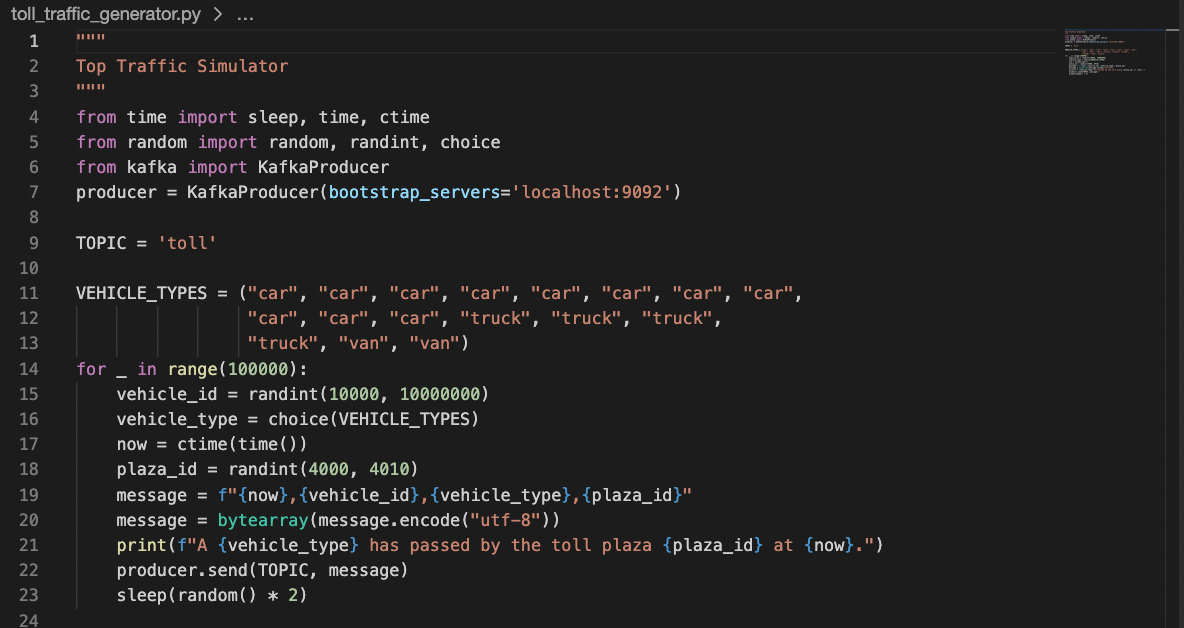 toll_traffic_generator.py > ...
1 """
2 Top Traffic Simulator
3 """
4 from time import sleep, time, ctime
5 from random import random, randint, choice
6 from kafka import KafkaProducer
7 producer = KafkaProducer(bootstrap_servers='localhost:9092')
8
9 TOPIC = 'toll'
10
11 VEHICLE_TYPES = ("car", "car", "car", "car", "car", "car", "car", "car",
12                  "car", "car", "car", "truck", "truck", "truck",
13                  "truck", "van", "van")
14 for _ in range(100000):
15     vehicle_id = randint(10000, 10000000)
16     vehicle_type = choice(VEHICLE_TYPES)
17     now = ctime(time())
18     plaza_id = randint(4000, 4010)
19     message = f"{now},{vehicle_id},{vehicle_type},{plaza_id}"
20     message = bytearray(message.encode("utf-8"))
21     print(f"A {vehicle_type} has passed by the toll plaza {plaza_id} at {now}.")
22     producer.send(TOPIC, message)
23     sleep(random() * 2)
24